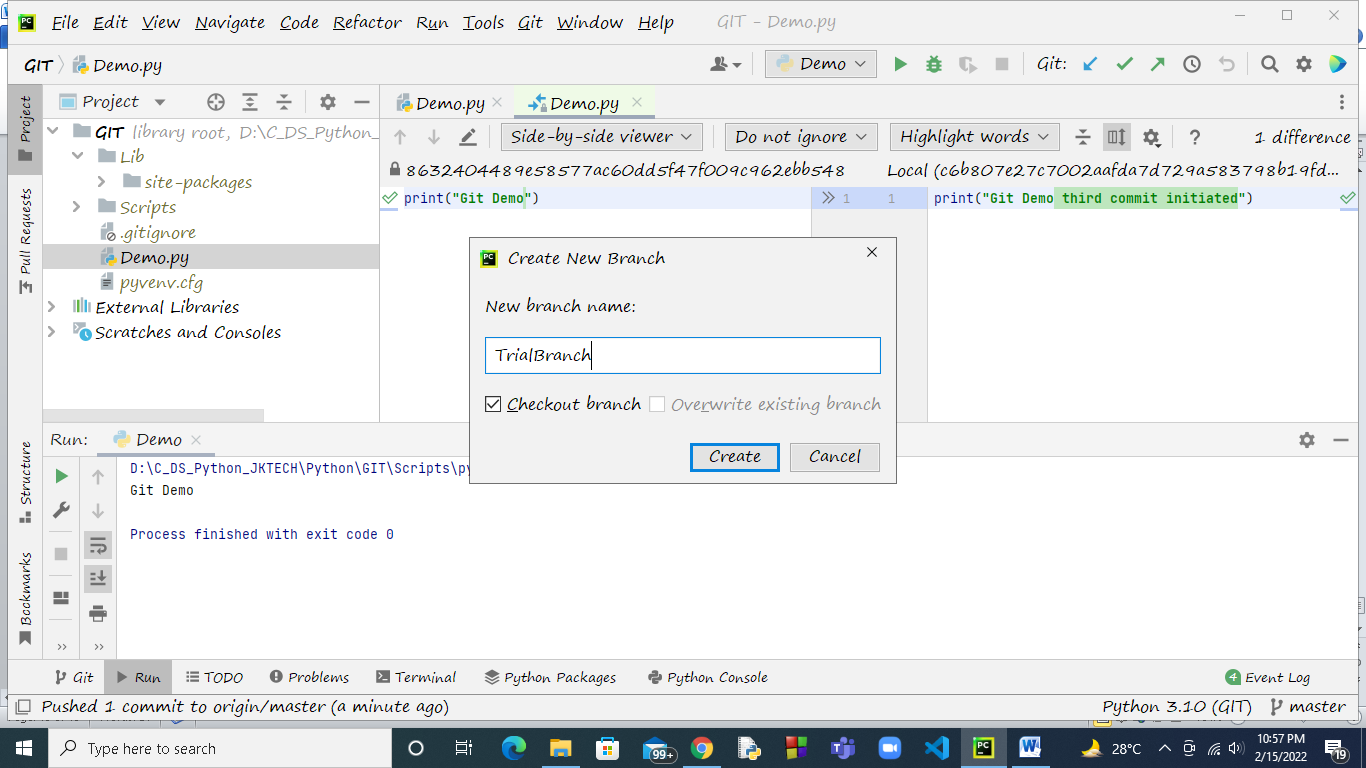 File Edit View Navigate Code Refactor Run Tools Git Window Help GIT - Demo.py
GIT Demo.py Demo Git:
Project
Project
Demo.py
Demo.py
GIT library root, D:\C_DS_Python_
Side-by-side viewer
Do not ignore
Highlight words
? 1 difference
Lib
8632404489e58577ac60dd5f47f009c962ebb548
Local (c6b807e27c7002aafda7d729a583798b19fd...
site-packages
print("Git Demo")
1 1
print("Git Demo third commit initiated")
Scripts
Pull Requests
.gitignore
Demo.py
pyvenv.cfg
External Libraries
Scratches and Consoles
Create New Branch
New branch name:
TrialBranch
Checkout branch Overwrite existing branch
Create Cancel
Run: Demo
D:\C_DS_Python_JKTECH\Python\GIT\Scripts\py
Git Demo
Process finished with exit code 0
Structure
Bookmarks
Git Run TODO Problems Terminal Python Packages Python Console 4 Event Log
Pushed 1 commit to origin/master (a minute ago) Python 3.10 (GIT) master
Type here to search
99+
28°C
10:57 PM
2/15/2022
19